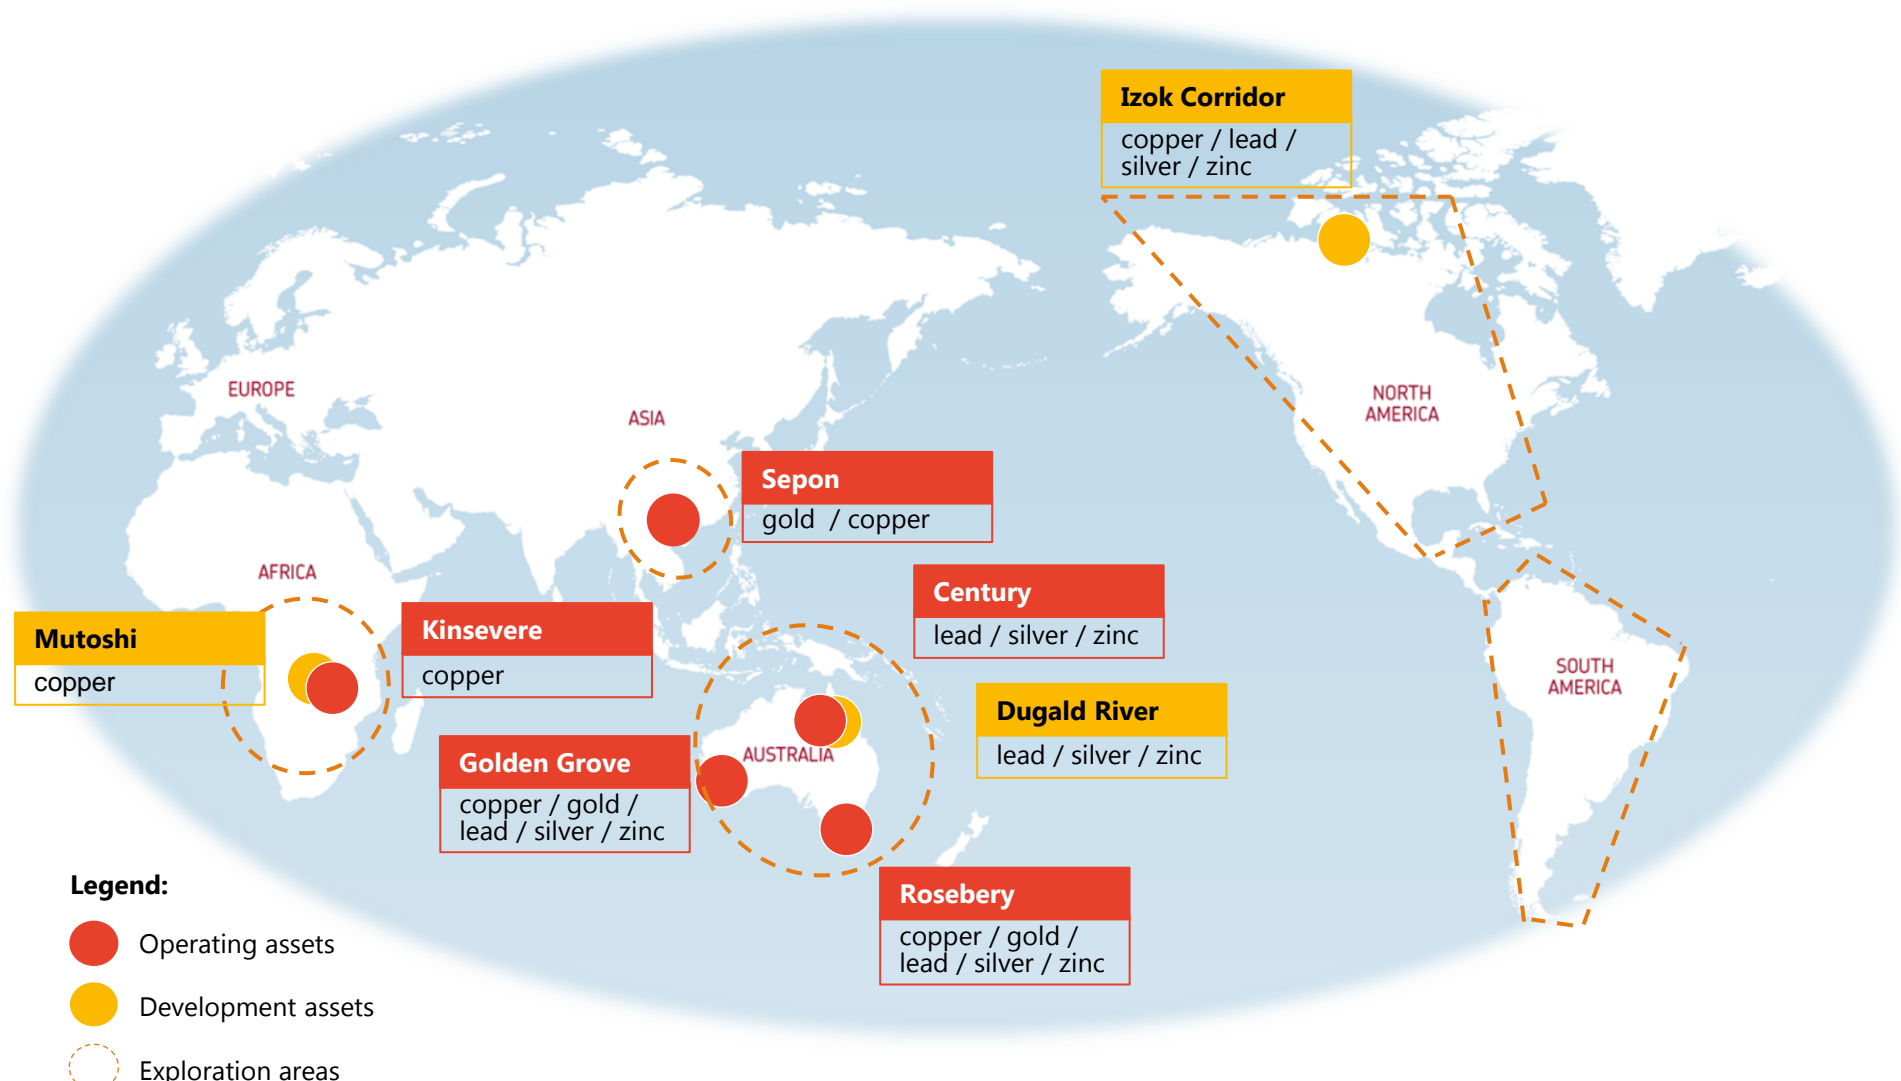 Izok Corridor
copper / lead /
silver / zinc
EUROPE
ASIA
NORTH
AMERICA
Sepon
gold / copper
AFRICA
Century
lead / silver / zinc
Mutoshi
copper
Kinsevere
copper
SOUTH
AMERICA
Dugald River
lead / silver / zinc
AUSTRALIA
Golden Grove
copper / gold /
lead / silver / zinc
Rosebery
copper / gold /
lead / silver / zinc
Legend:
Operating assets
Development assets
Exploration areas